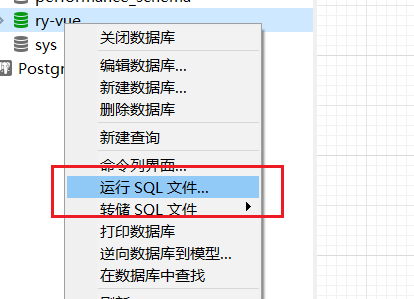 performance_schema
ry-vue
sys
Postgr
关闭数据库
编辑数据库...
新建数据库...
删除数据库
新建查询
命令列界面...
运行 SQL 文件...
转储 SQL 文件
打印数据库
逆向数据库到模型...
在数据库中查找
刷新